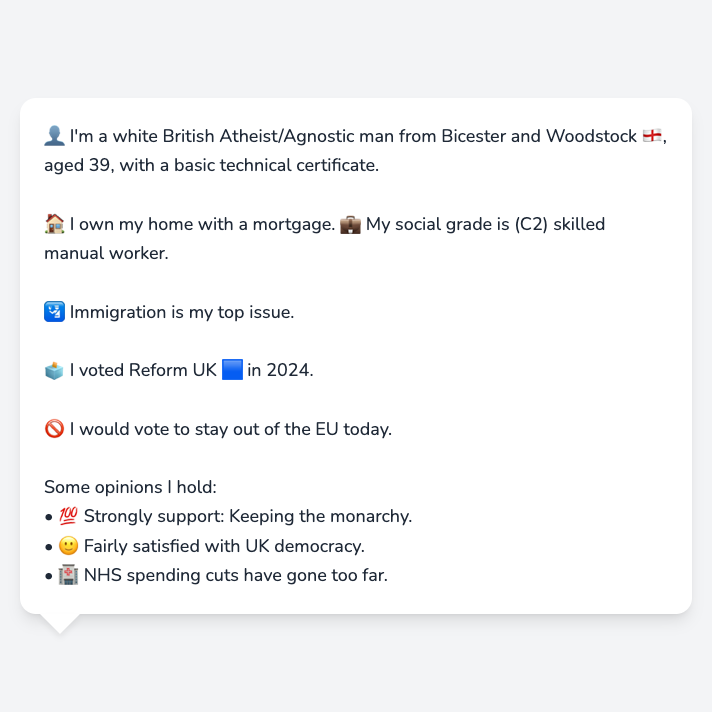 👤 I'm a white British Atheist/Agnostic man from Bicester and Woodstock 🏴󠁧󠁢󠁥󠁮󠁧󠁿,
aged 39, with a basic technical certificate.
🏠 I own my home with a mortgage. 💼 My social grade is (C2) skilled
manual worker.
🛂 Immigration is my top issue.
🗳️ I voted Reform UK 🟦 in 2024.
🚫 I would vote to stay out of the EU today.
Some opinions I hold:
• 💯 Strongly support: Keeping the monarchy.
• 🙂 Fairly satisfied with UK democracy.
• 🏥 NHS spending cuts have gone too far.